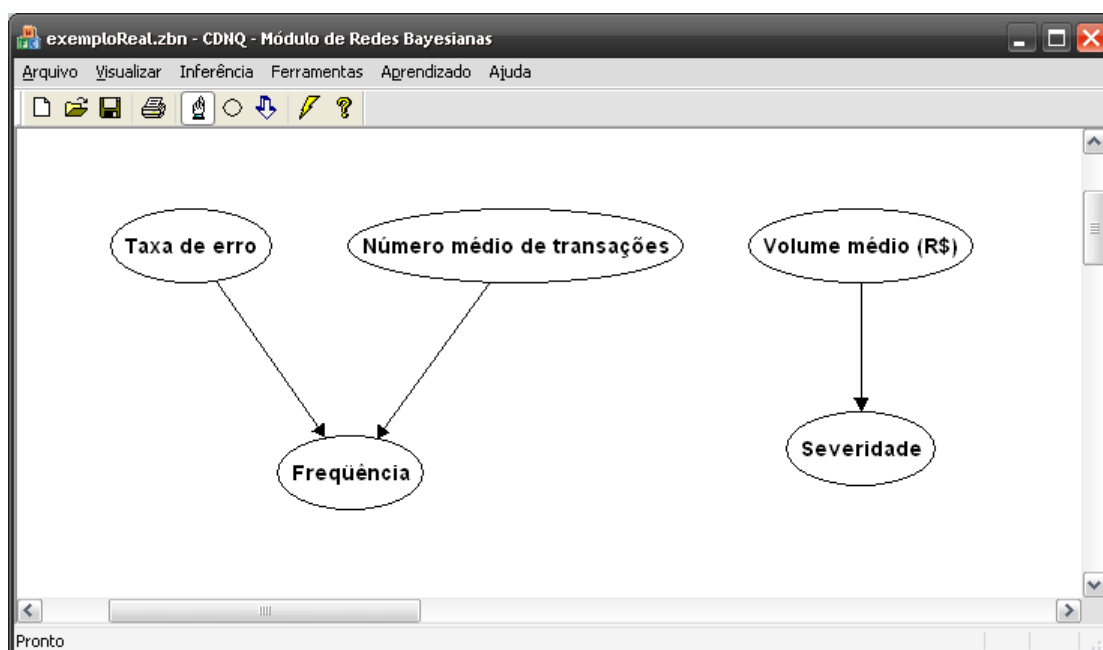 exemploReal.zbn - CDNQ - Módulo de Redes Bayesianas
Arquivo Visualizar Inferência Ferramentas Aprendizado Ajuda
Taxa de erro Número médio de transações Volume médio (R$)
Freqüência Severidade
Pronto